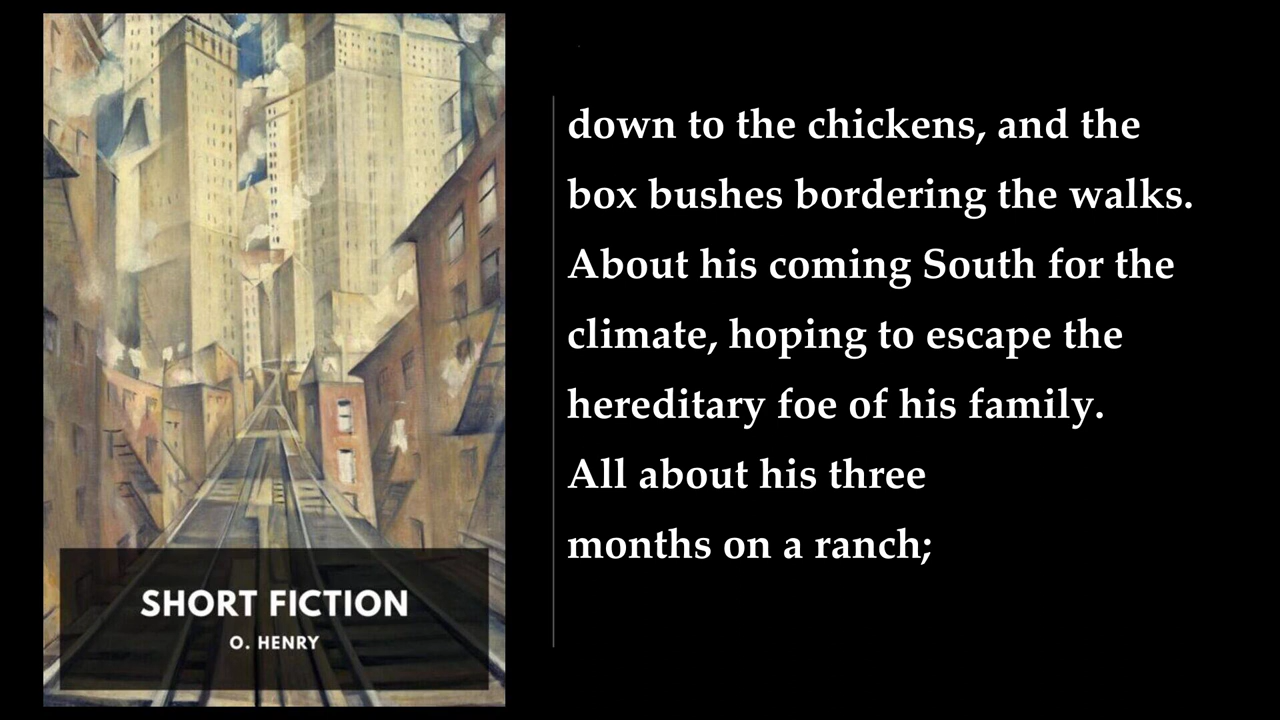 SHORT FICTION
O. HENRY
down to the chickens, and the
box bushes bordering the walks.
About his coming South for the
climate, hoping to escape the
hereditary foe of his family.
All about his three
months on a ranch;